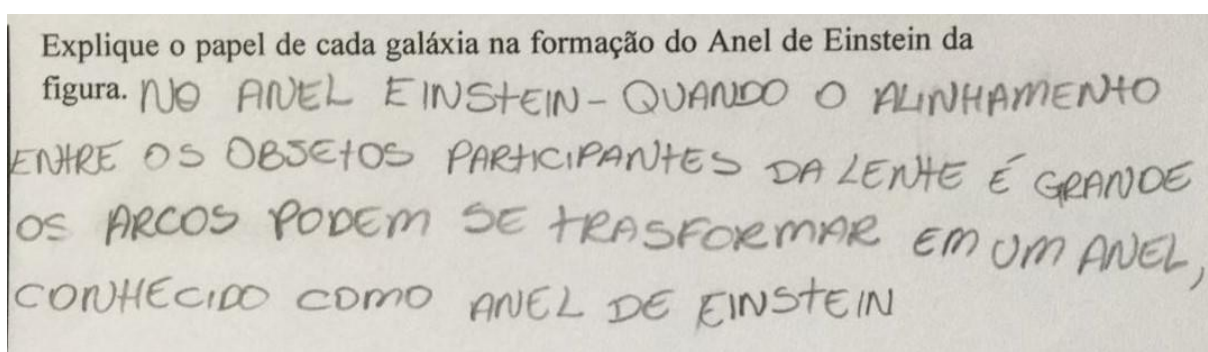 Explique o papel de cada galáxia na formação do Anel de Einstein da
figura. NO ANEL EINSTEIN - QUANDO O ALINHAMENTO
ENTRE OS OBJETOS PARTICIPANTES DA LENTE É GRANDE
OS ARCOS PODEM SE TRASFORMAR EM UM ANEL,
CONHECIDO COMO ANEL DE EINSTEIN